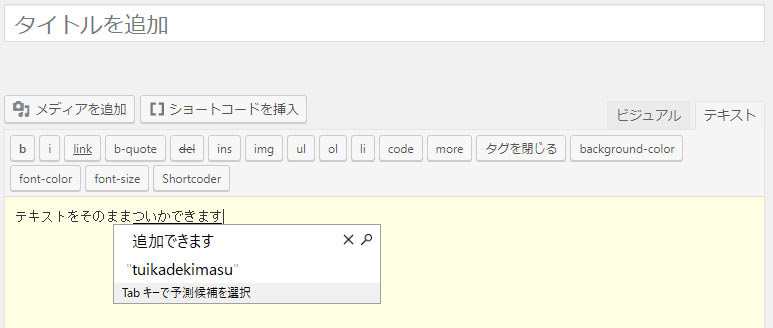 タイトルを追加
メディアを追加 ショートコードを挿入 ビジュアル テキスト
b i link b-quote del ins img ul ol li code more タグを閉じる background-color
font-color font-size Shortcoder
テキストをそのままついかできます
追加できます
"tuikadekimasu"
Tab キーで予測候補を選択